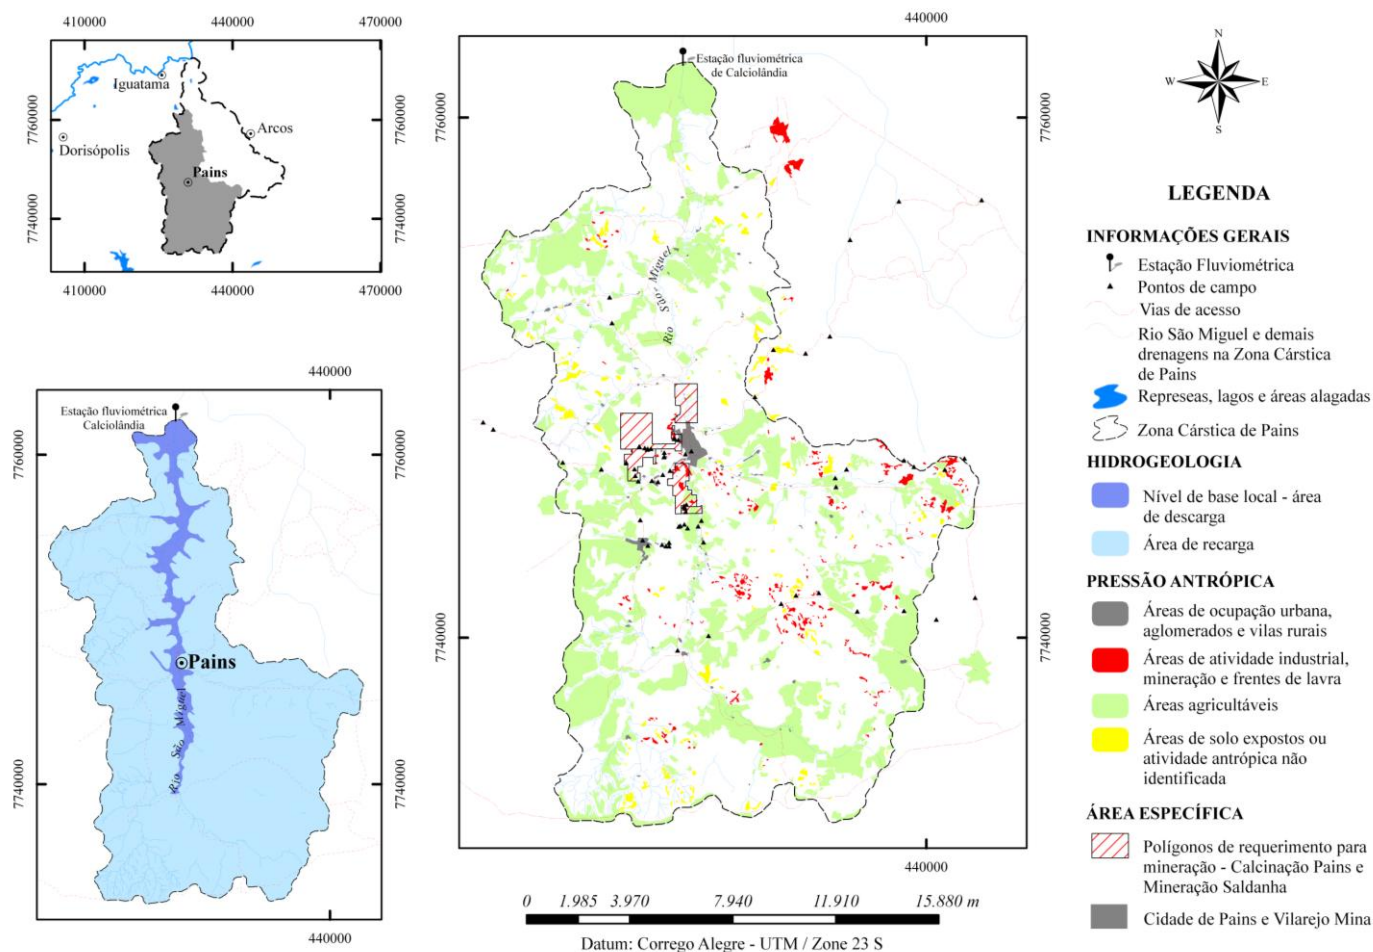 410000
440000
470000
Iguatama
Arcos
Dorisópolis
Pains
7760000
7740000
7760000
7740000
410000
440000
470000
440000
Estação fluviométrica
Calciolândia
Pains
Rio São Miguel
7760000
7740000
7760000
7740000
440000
440000
Estação fluviométrica
de Calciolândia
Rio São Miguel
7760000
7740000
7760000
7740000
440000
0 1.985 3.970 7.940 11.910 15.880 m
Datum: Corrego Alegre - UTM / Zone 23 S
N
W
E
S
LEGENDA
INFORMAÇÕES GERAIS
Estação Fluviométrica
Pontos de campo
Vias de acesso
Rio São Miguel e demais
drenagens na Zona Cárstica
de Pains
Represeas, lagos e áreas alagadas
Zona Cárstica de Pains
HIDROGEOLOGIA
Nível de base local - área
de descarga
Área de recarga
PRESSÃO ANTRÓPICA
Áreas de ocupação urbana,
aglomerados e vilas rurais
Áreas de atividade industrial,
mineração e frentes de lavra
Áreas agricultáveis
Áreas de solo expostos ou
atividade antrópica não
identificada
ÁREA ESPECÍFICA
Polígonos de requerimento para
mineração - Calcinação Pains e
Mineração Saldanha
Cidade de Pains e Vilarejo Mina